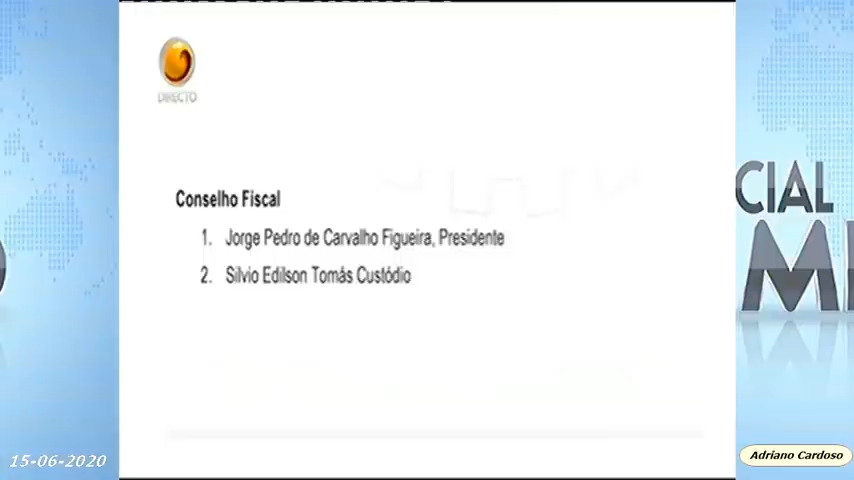 DIRECTO
Conselho Fiscal
1. Jorge Pedro de Carvalho Figueira, Presidente
2. Silvio Edilson Tomás Custódio
CIAL
15-06-2020
Adriano Cardoso